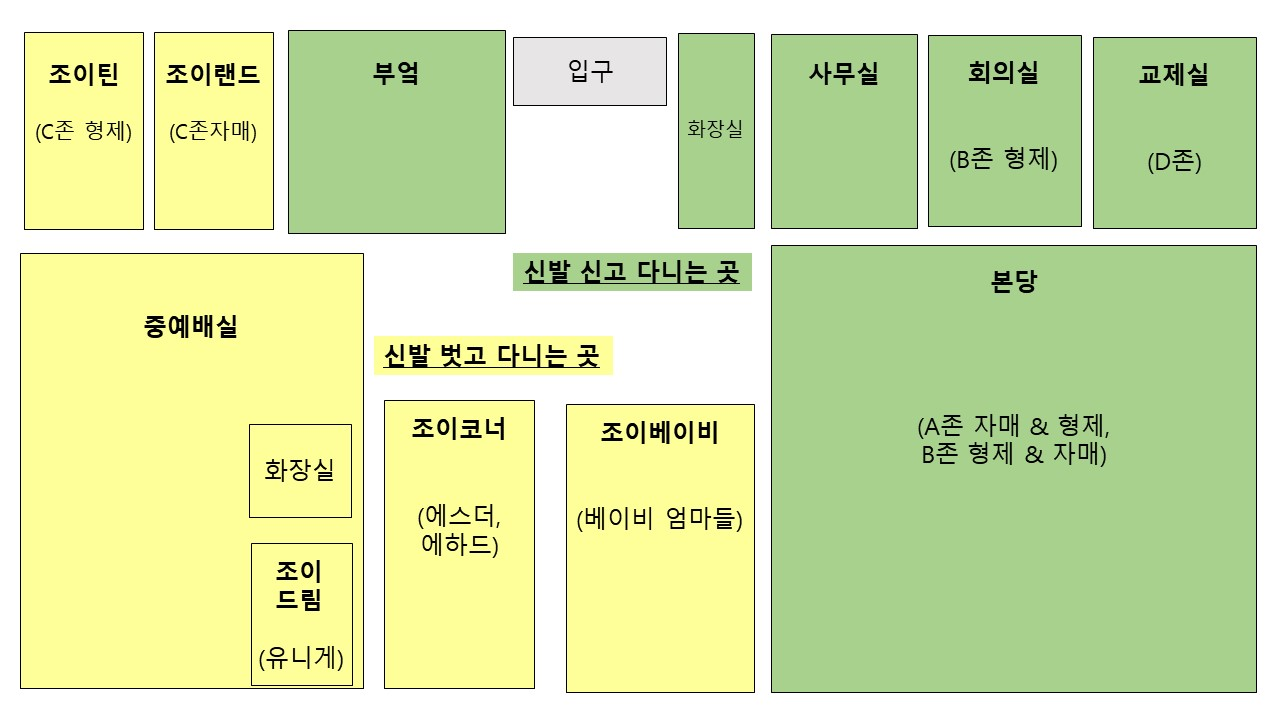 조이틴
(C존 형제)
조이랜드
(C존자매)
부엌
입구
화장실
사무실
회의실
(B존 형제)
교제실
(D존)
신발 신고 다니는 곳
본당
(A존 자매 & 형제,
B존 형제 & 자매)
중예배실
신발 벗고 다니는 곳
화장실
조이
드림
(유니게)
조이코너
(에스더,
에하드)
조이베이비
(베이비 엄마들)